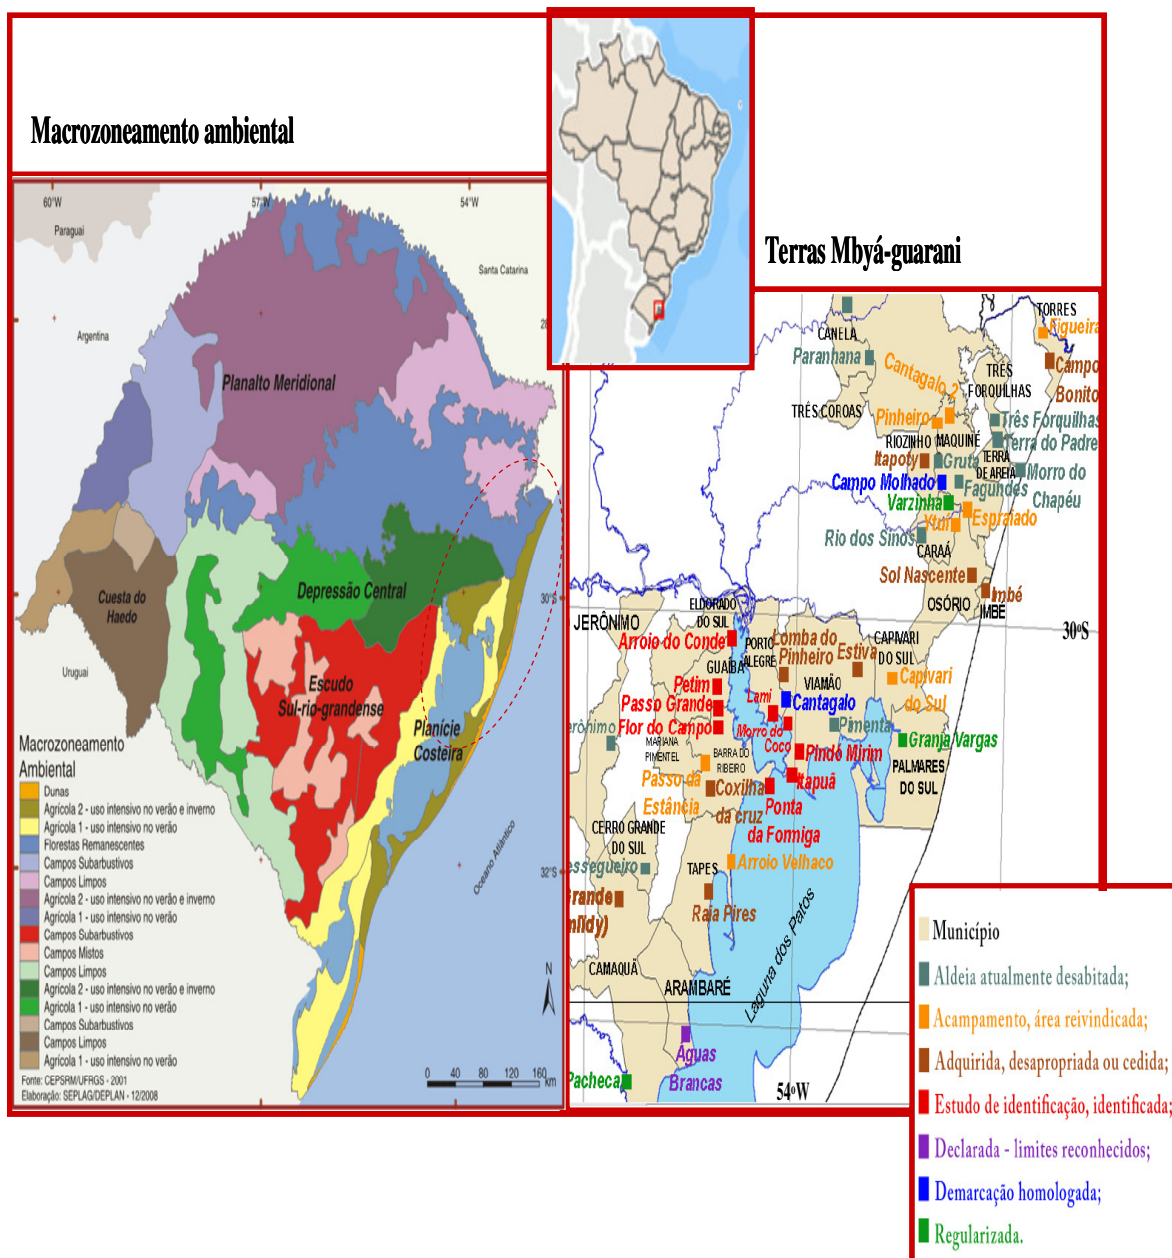 Macrozoneamento ambiental
60°W
57°W
54°W
Paraguai
Santa Catarina
Argentina
28
Planalto Meridional
Cuesta do
Haedo
Depressão Central
30°S
Uruguai
Escudo
Sul-rio-grandense
Planície
Costeira
Oceano Atlântico
32°S
Macrozoneamento
Ambiental
Dunas
Agrícola 2 - uso intensivo no verão e inverno
Agrícola 1 - uso intensivo no verão
Florestas Remanescentes
Campos Subarbustivos
Campos Limpos
Agrícola 2 - uso intensivo no verão e inverno
Agrícola 1 - uso intensivo no verão
Campos Subarbustivos
Campos Mistos
Campos Limpos
Agrícola 2 - uso intensivo no verão e inverno
Agrícola 1 - uso intensivo no verão
Campos Subarbustivos
Campos Limpos
Agrícola 1 - uso intensivo no verão
Fonte: CEPSRM/UFRGS - 2001
Elaboração: SEPLAG/DEPLAN - 12/2008
N
0 40 80 120 160
km
Terras Mbyá-guarani
TORRES
Figueira
CANELA
Paranhana
Campo
Bonito
Cantagalo 2
TRÊS
FORQUILHAS
TRÊS COROAS
Pinheiro
Três Forquilhas
RIOZINHO
MAQUINÉ
Terra do Padre
Itapoty
Gruta
TERRA
DE AREIA
Morro do
Chapéu
Campo Molhado
Fagundes
Varzinha
Espraiado
Ytuí
Rio dos Sinos
CARAÁ
Sol Nascente
Imbé
OSÓRIO
IMBÉ
30°S
ELDORADO
DO SUL
JERÔNIMO
Arroio do Conde
PORTO
ALEGRE
Lomba do
Pinheiro
Estiva
CAPIVARI
DO SUL
GUAÍBA
VIAMÃO
Capivari
do Sul
Petim
Passo Grande
Lami
Cantagalo
Flor do Campo
Morro do
Coco
Pimenta
erônimo
MARIANA
PIMENTEL
BARRA DO
RIBEIRO
Pindó Mirim
Granja Vargas
PALMARES
DO SUL
Passo da
Estância
Coxilha
da cruz
Itapuã
Ponta
da Formiga
CERRO GRANDE
DO SUL
essegueiro
TAPES
Arroio Velhaco
Grande
mildy)
Raia Pires
Laguna dos Patos
CAMAQUÃ
ARAMBARÉ
Águas
Brancas
Pacheca
54°W
Município
Aldeia atualmente desabitada;
Acampamento, área reivindicada;
Adquirida, desapropriada ou cedida;
Estudo de identificação, identificada;
Declarada - limites reconhecidos;
Demarcação homologada;
Regularizada.